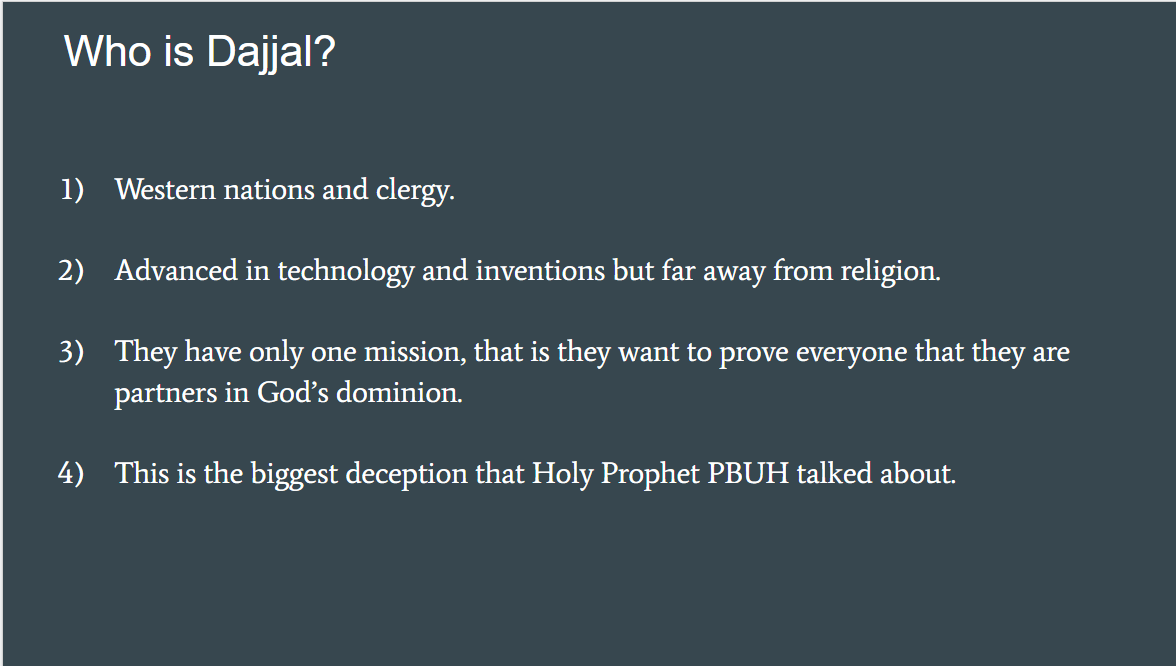 Who is Dajjal?
1) Western nations and clergy.
2) Advanced in technology and inventions but far away from religion.
3) They have only one mission, that is they want to prove everyone that they are
partners in God’s dominion.
4) This is the biggest deception that Holy Prophet PBUH talked about.